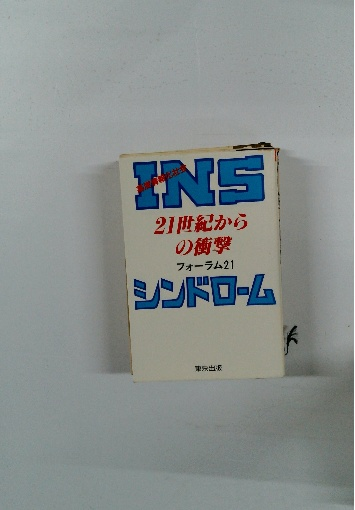 INS
21世紀から
の衝撃
フォーラム21
シンドローム